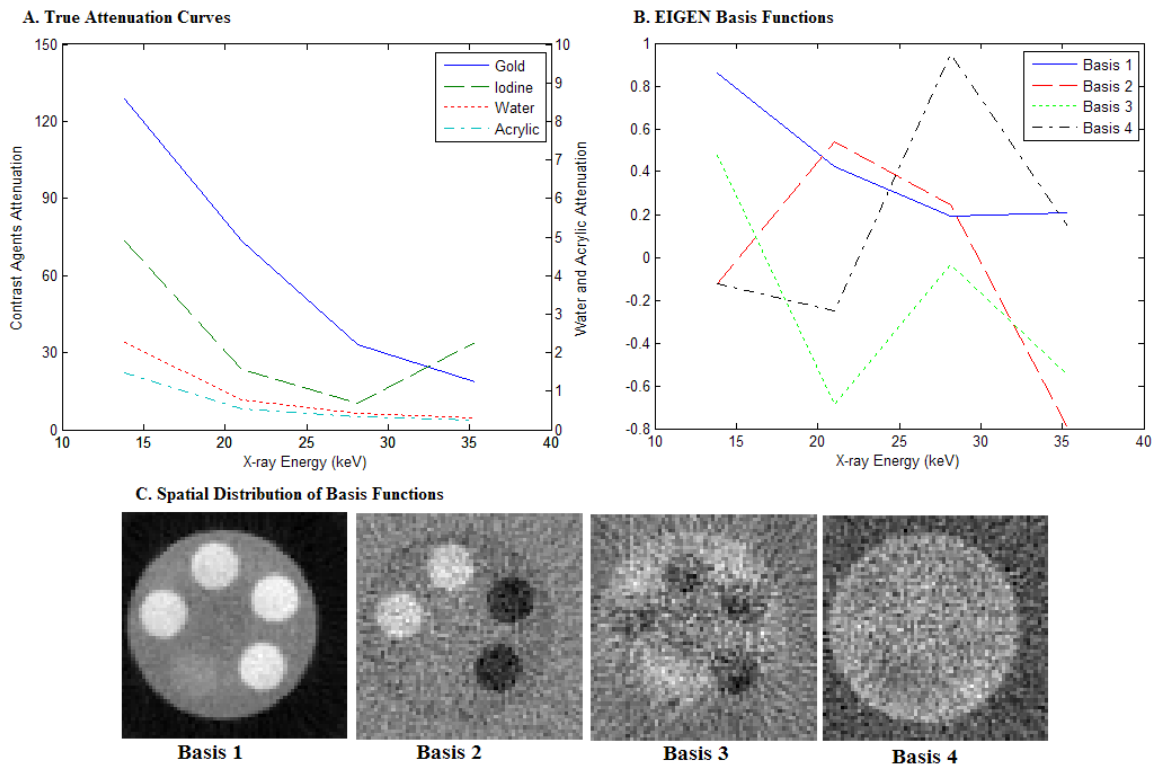 A. True Attenuation Curves
150
120
90
60
30
0
Contrast Agents Attenuation
10
9
8
7
6
5
4
3
2
1
0
Water and Acrylic Attenuation
Gold
Iodine
Water
Acrylic
10 15 20 25 30 35 40
X-ray Energy (keV)
B. EIGEN Basis Functions
1
0.8
0.6
0.4
0.2
0
-0.2
-0.4
-0.6
-0.8
Basis 1
Basis 2
Basis 3
Basis 4
10 15 20 25 30 35 40
X-ray Energy (keV)
C. Spatial Distribution of Basis Functions
Basis 1 Basis 2 Basis 3 Basis 4